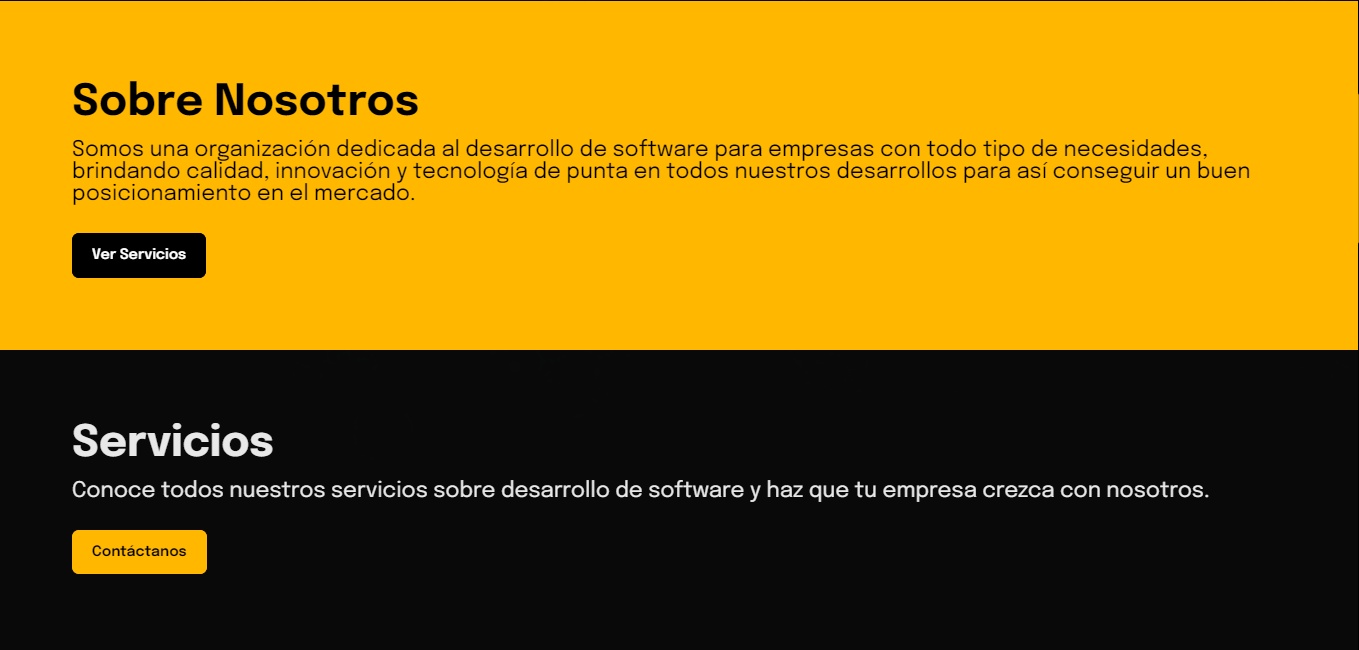 Sobre Nosotros
Somos una organización dedicada al desarrollo de software para empresas con todo tipo de necesidades,
brindando calidad, innovación y tecnología de punta en todos nuestros desarrollos para así conseguir un buen
posicionamiento en el mercado.
Ver Servicios
Servicios
Conoce todos nuestros servicios sobre desarrollo de software y haz que tu empresa crezca con nosotros.
Contáctanos